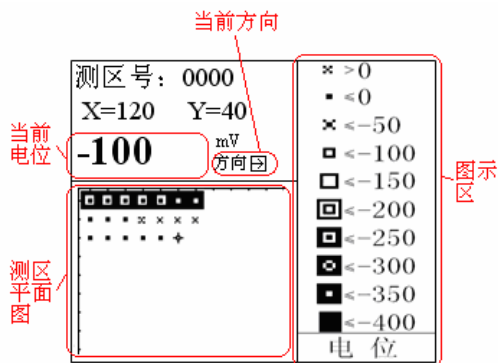 当前方向
测区号: 0000
X=120 Y=40
当前
电位
-100
mV
方向
测区
平面
图
>0
≤0
≤-50
≤-100
≤-150
≤-200
≤-250
≤-300
≤-350
≤-400
电 位
图示
区